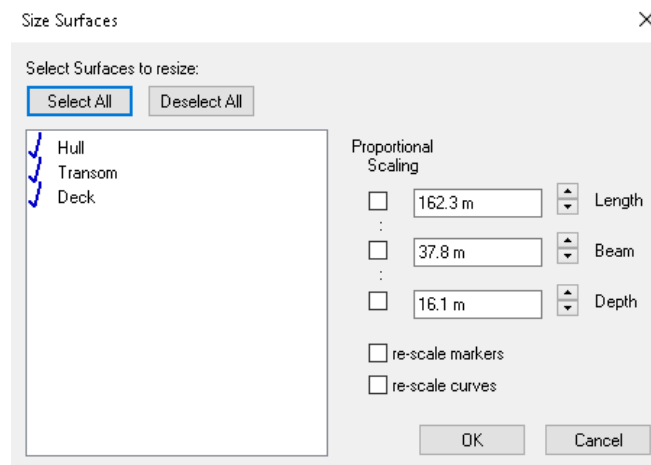 Size Surfaces
Select Surfaces to resize:
Select All
Deselect All
Hull
Transom
Deck
Proportional
Scaling
162.3 m
Length
:
37.8 m
Beam
:
16.1 m
Depth
re-scale markers
re-scale curves
OK
Cancel